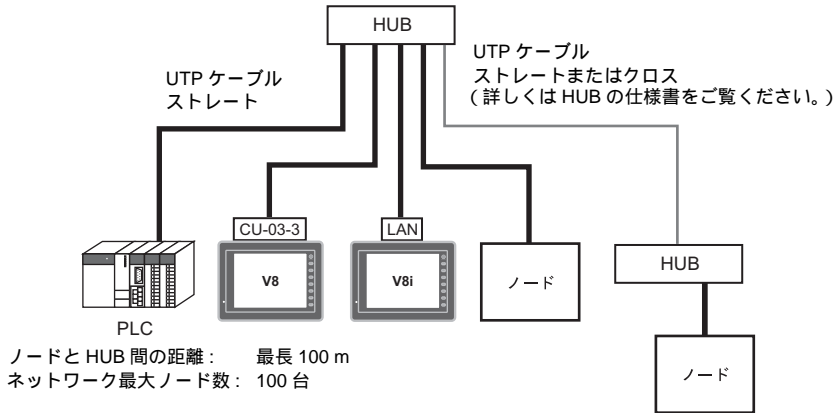 HUB
UTP ケーブル
ストレート
UTP ケーブル
ストレートまたはクロス
(詳しくは HUB の仕様書をご覧ください。)
CU-03-3
LAN
V8
V8i
ノード
HUB
PLC
ノード
ノードと HUB 間の距離 : 最長 100 m
ネットワーク最大ノード数 : 100 台